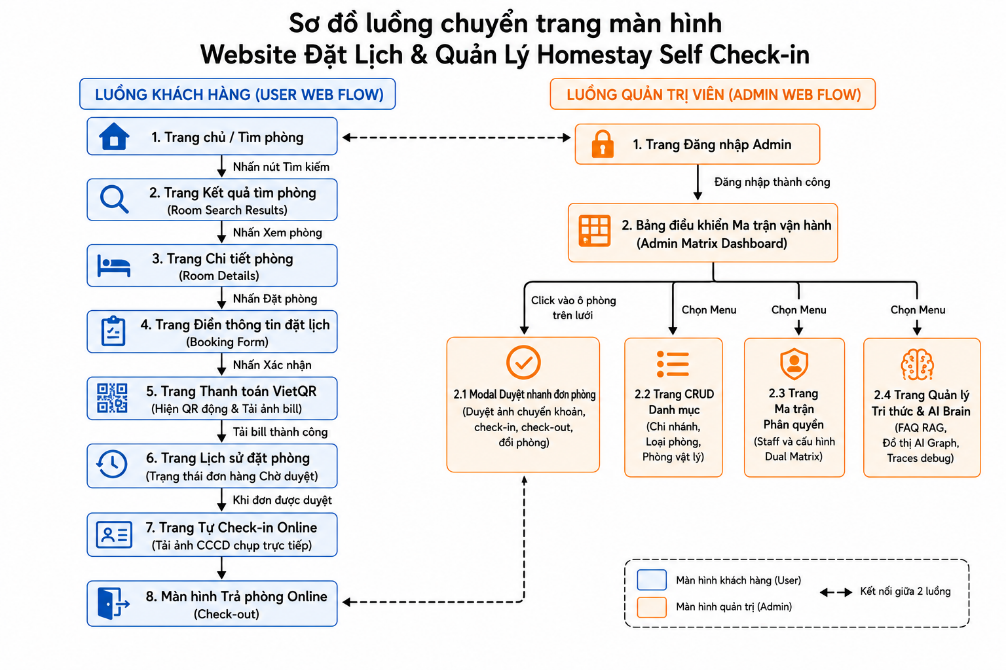 Sơ đồ luồng chuyển trang màn hình
Website Đặt Lịch & Quản Lý Homestay Self Check-in
LUỒNG KHÁCH HÀNG (USER WEB FLOW)
1. Trang chủ / Tìm phòng
Nhấn nút Tìm kiếm
2. Trang Kết quả tìm phòng
(Room Search Results)
Nhấn Xem phòng
3. Trang Chi tiết phòng
(Room Details)
Nhấn Đặt phòng
4. Trang Điền thông tin đặt lịch
(Booking Form)
Nhấn Xác nhận
5. Trang Thanh toán VietQR
(Hiện QR động & Tải ảnh bill)
Tải bill thành công
6. Trang Lịch sử đặt phòng
(Trạng thái đơn hàng Chờ duyệt)
Khi đơn được duyệt
7. Trang Tự Check-in Online
(Tải ảnh CCCD chụp trực tiếp)
8. Màn hình Trả phòng Online
(Check-out)
LUỒNG QUẢN TRỊ VIÊN (ADMIN WEB FLOW)
1. Trang Đăng nhập Admin
Đăng nhập thành công
2. Bảng điều khiển Ma trận vận hành
(Admin Matrix Dashboard)
Click vào ô phòng
trên lưới
Chọn Menu
Chọn Menu
Chọn Menu
2.1 Modal Duyệt nhanh đơn phòng
(Duyệt ảnh chuyển khoản,
check-in, check-out,
đổi phòng)
2.2 Trang CRUD
Danh mục
(Chi nhánh,
Loại phòng,
Phòng vật lý)
2.3 Trang
Ma trận
Phân quyền
(Staff và cấu hình
Dual Matrix)
2.4 Trang Quản lý
Tri thức & AI Brain
(FAQ RAG,
Đồ thị AI Graph,
Traces debug)
Màn hình khách hàng (User)
Màn hình quản trị (Admin)
Kết nối giữa 2 luồng